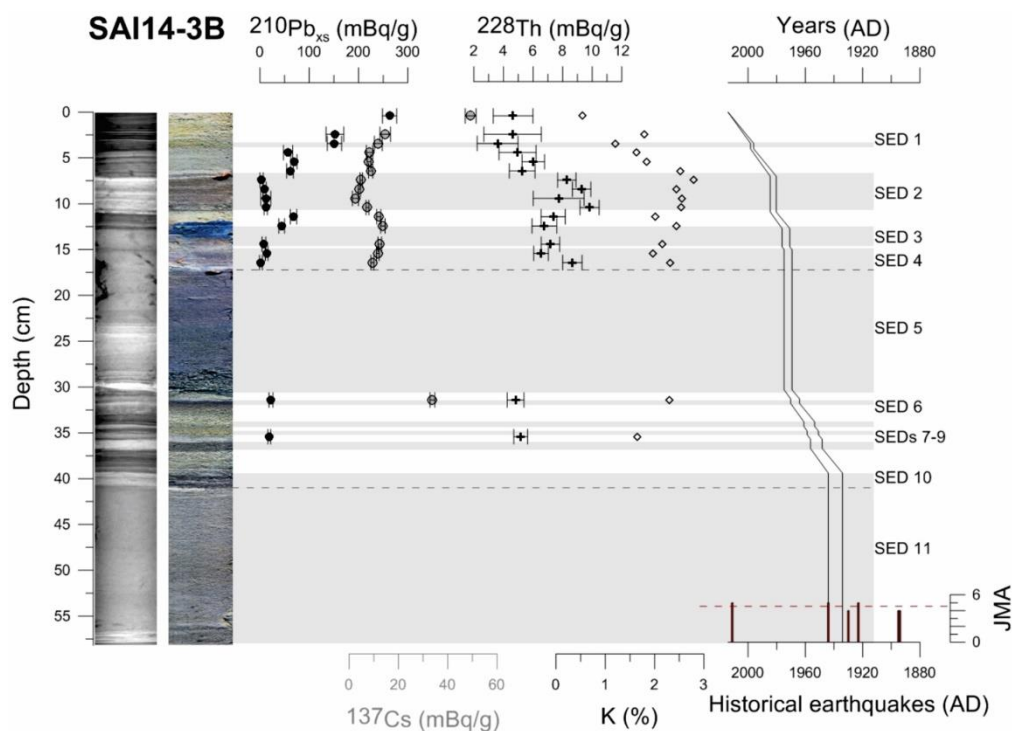 SAI14-3B
210Pbxs (mBq/g)
0 100 200 300
228Th (mBq/g)
2 4 6 8 10 12
Years (AD)
2000 1960 1920 1880
Depth (cm)
0
5
10
15
20
25
30
35
40
45
50
55
SED 1
SED 2
SED 3
SED 4
SED 5
SED 6
SEDs 7-9
SED 10
SED 11
6
0
JMA
0 20 40 60
137Cs (mBq/g)
0 1 2 3
K (%)
2000 1960 1920 1880
Historical earthquakes (AD)